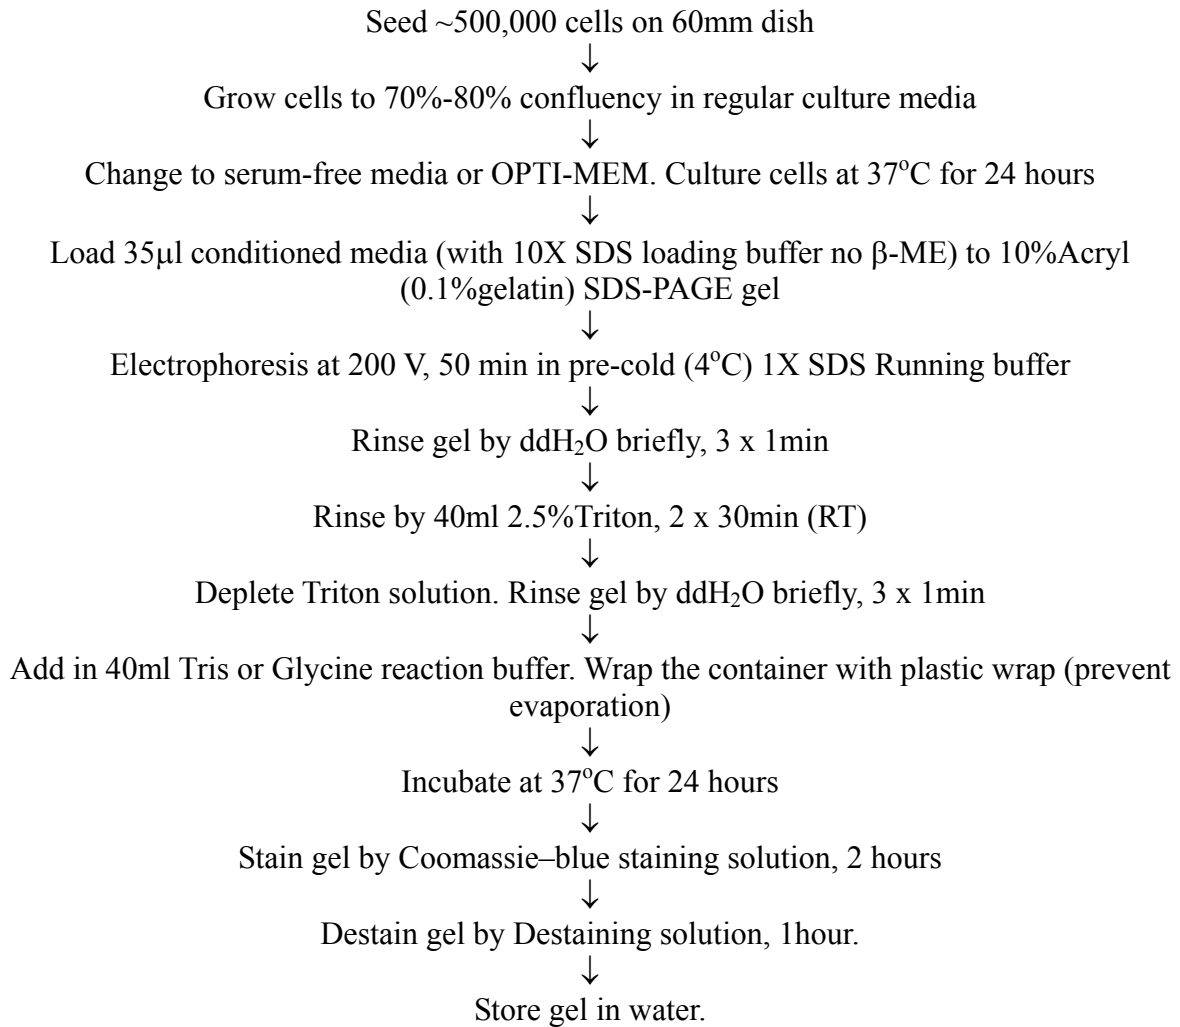 Seed ~500,000 cells on 60mm dish
↓
Grow cells to 70%-80% confluency in regular culture media
↓
Change to serum-free media or OPTI-MEM. Culture cells at 37°C for 24 hours
↓
Load 35μl conditioned media (with 10X SDS loading buffer no β-ME) to 10%Acryl
(0.1%gelatin) SDS-PAGE gel
↓
Electrophoresis at 200 V, 50 min in pre-cold (4°C) 1X SDS Running buffer
↓
Rinse gel by ddH₂O briefly, 3 x 1min
↓
Rinse by 40ml 2.5%Triton, 2 x 30min (RT)
↓
Deplete Triton solution. Rinse gel by ddH₂O briefly, 3 x 1min
↓
Add in 40ml Tris or Glycine reaction buffer. Wrap the container with plastic wrap (prevent
evaporation)
↓
Incubate at 37°C for 24 hours
↓
Stain gel by Coomassie–blue staining solution, 2 hours
↓
Destain gel by Destaining solution, 1hour.
↓
Store gel in water.